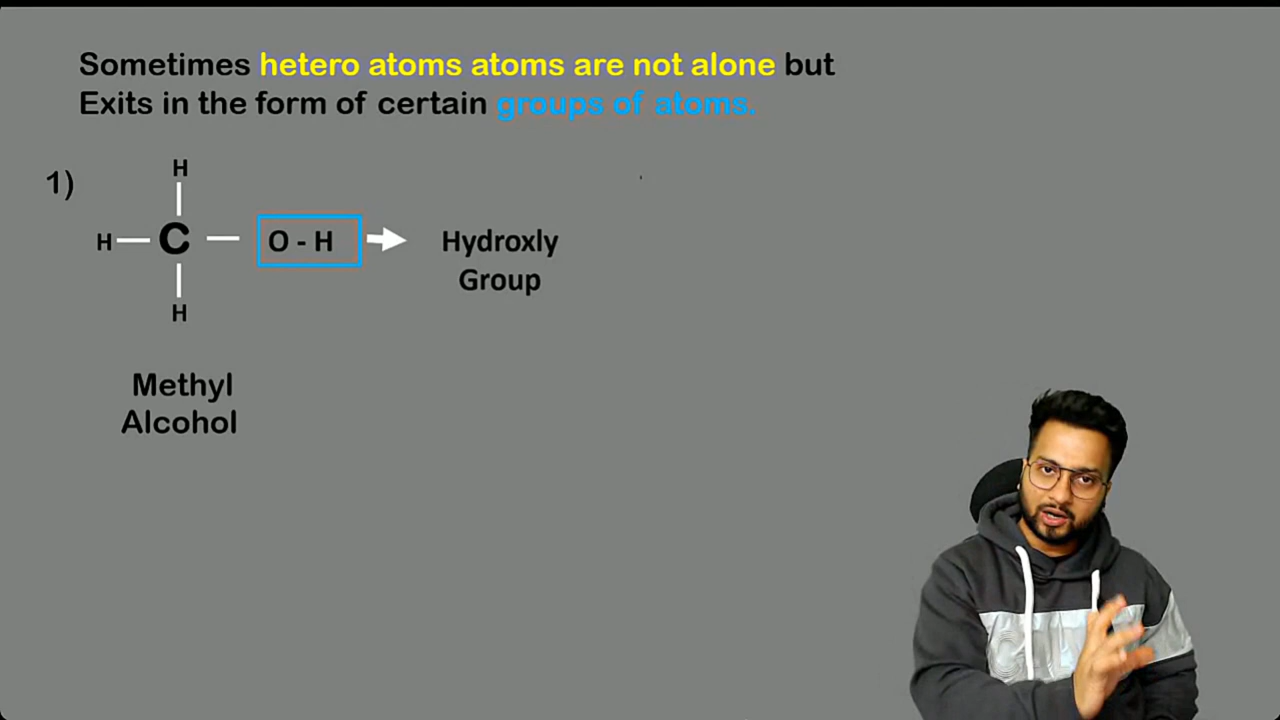 Sometimes hetero atoms atoms are not alone but
Exits in the form of certain groups of atoms.
1)
H
H C O - H
H
Hydroxly
Group
Methyl
Alcohol